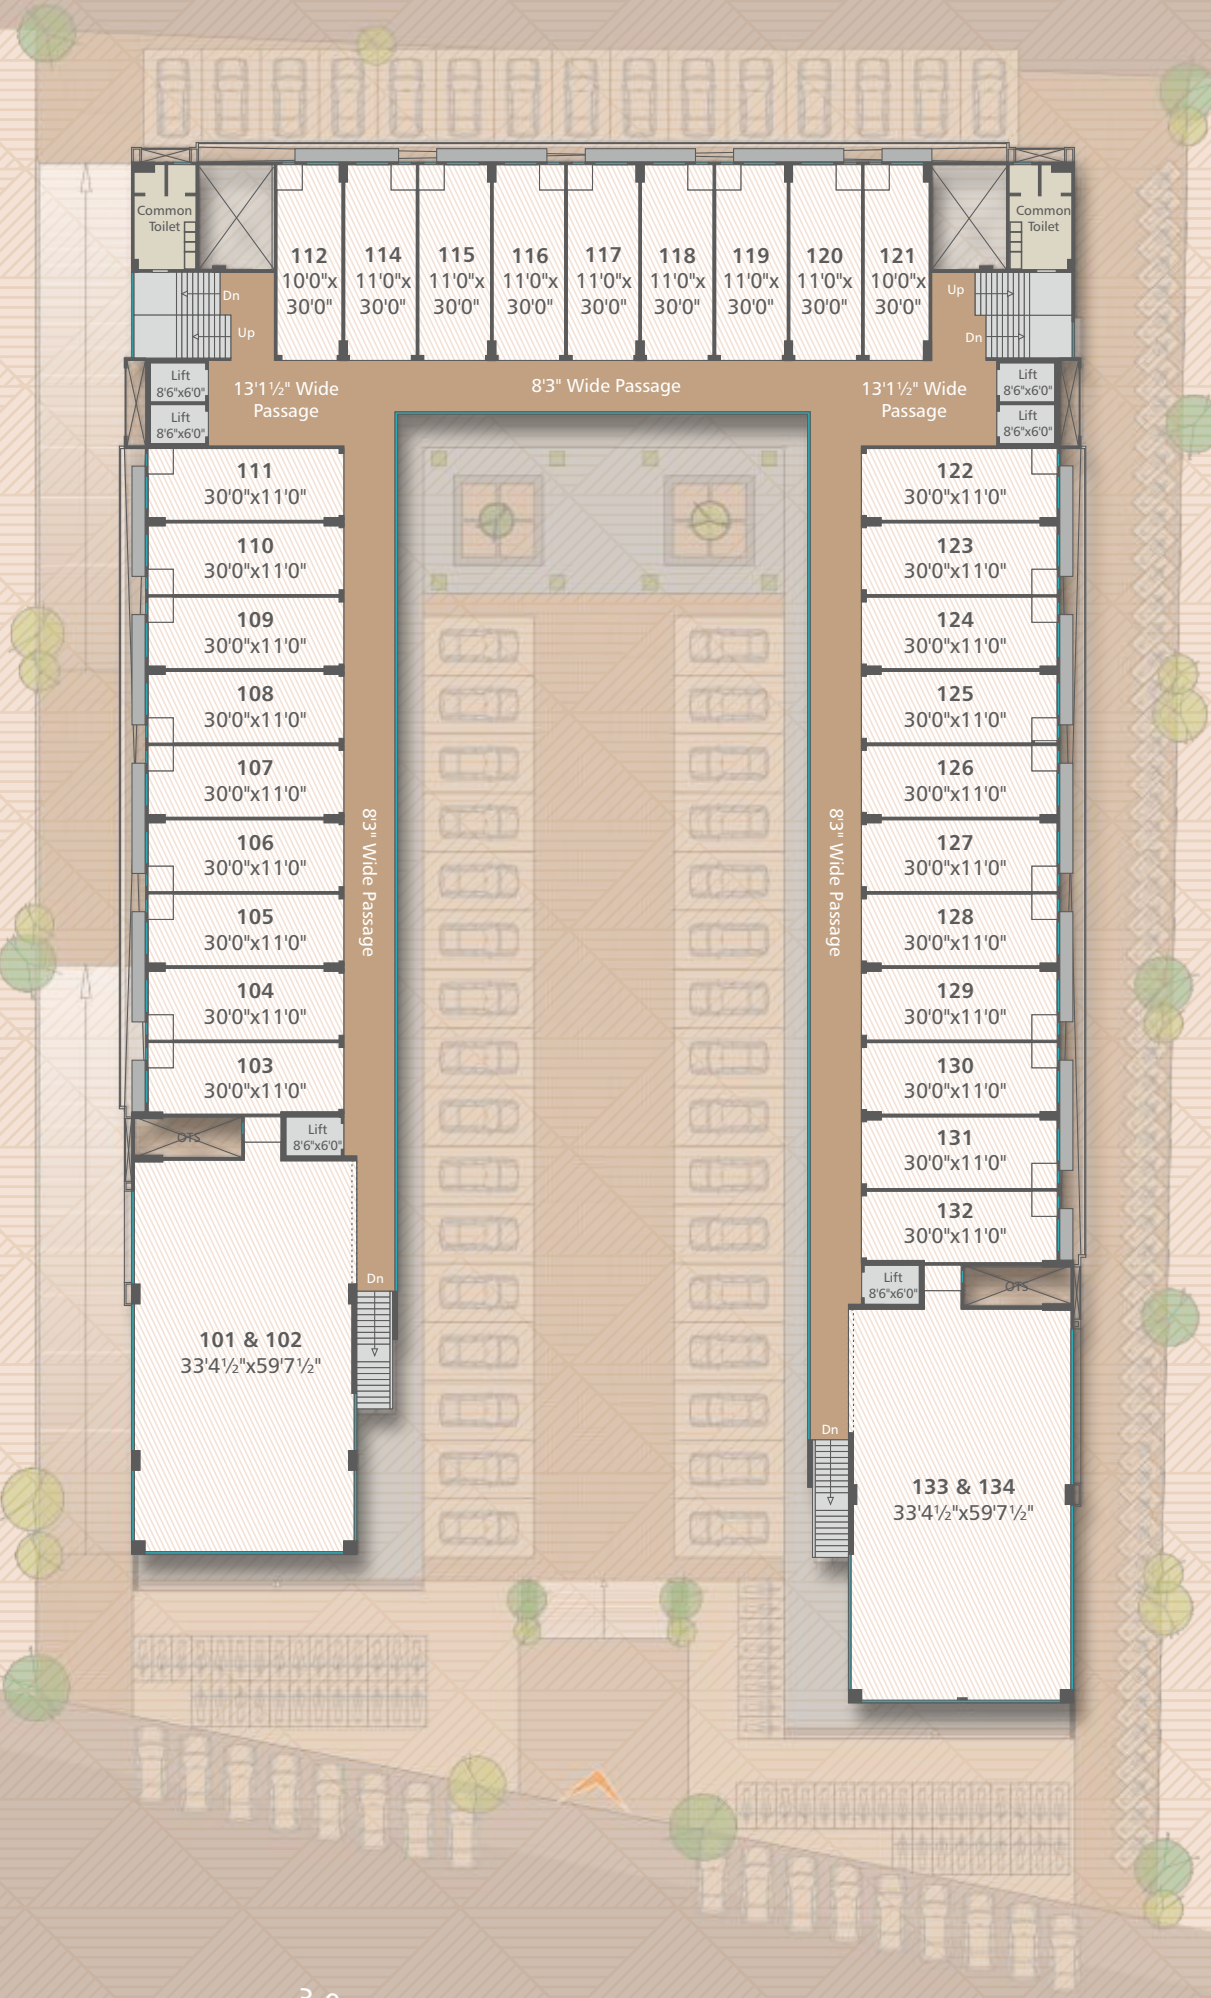 Common
Toilet
112
10'0"x
30'0"
114
11'0"x
30'0"
115
11'0"x
30'0"
116
11'0"x
30'0"
117
11'0"x
30'0"
118
11'0"x
30'0"
119
11'0"x
30'0"
120
11'0"x
30'0"
121
10'0"x
30'0"
Common
Toilet
Dn
Up
Up
Dn
Lift
8'6"x6'0"
Lift
8'6"x6'0"
13'1½" Wide
Passage
8'3" Wide Passage
13'1½" Wide
Passage
Lift
8'6"x6'0"
Lift
8'6"x6'0"
111
30'0"x11'0"
110
30'0"x11'0"
109
30'0"x11'0"
108
30'0"x11'0"
107
30'0"x11'0"
106
30'0"x11'0"
105
30'0"x11'0"
104
30'0"x11'0"
103
30'0"x11'0"
8'3" Wide Passage
8'3" Wide Passage
122
30'0"x11'0"
123
30'0"x11'0"
124
30'0"x11'0"
125
30'0"x11'0"
126
30'0"x11'0"
127
30'0"x11'0"
128
30'0"x11'0"
129
30'0"x11'0"
130
30'0"x11'0"
131
30'0"x11'0"
132
30'0"x11'0"
OTS
Lift
8'6"x6'0"
Dn
101 & 102
33'4½"x59'7½"
Lift
8'6"x6'0"
OTS
Dn
133 & 134
33'4½"x59'7½"